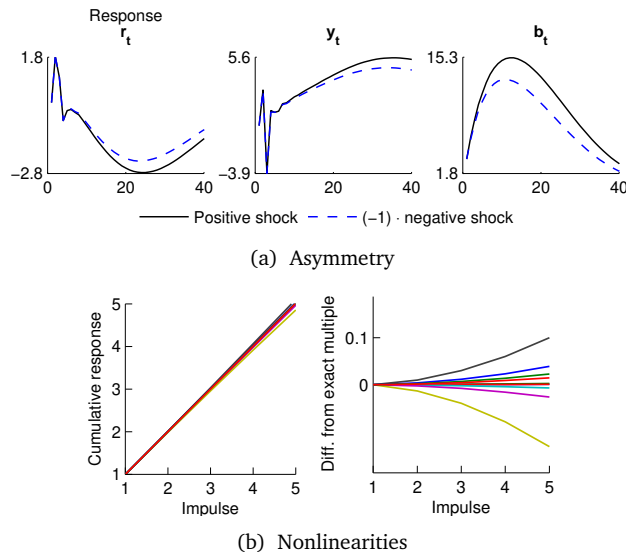 Response
r_t y_t b_t
1.8 5.6 15.3
−2.8 −3.9 1.8
0 20 40 0 20 40 0 20 40
Positive shock (−1) · negative shock
(a) Asymmetry
Cumulative response
5
4
3
2
1
1 2 3 4 5
Impulse
Diff. from exact multiple
0.1
0
1 2 3 4 5
Impulse
(b) Nonlinearities